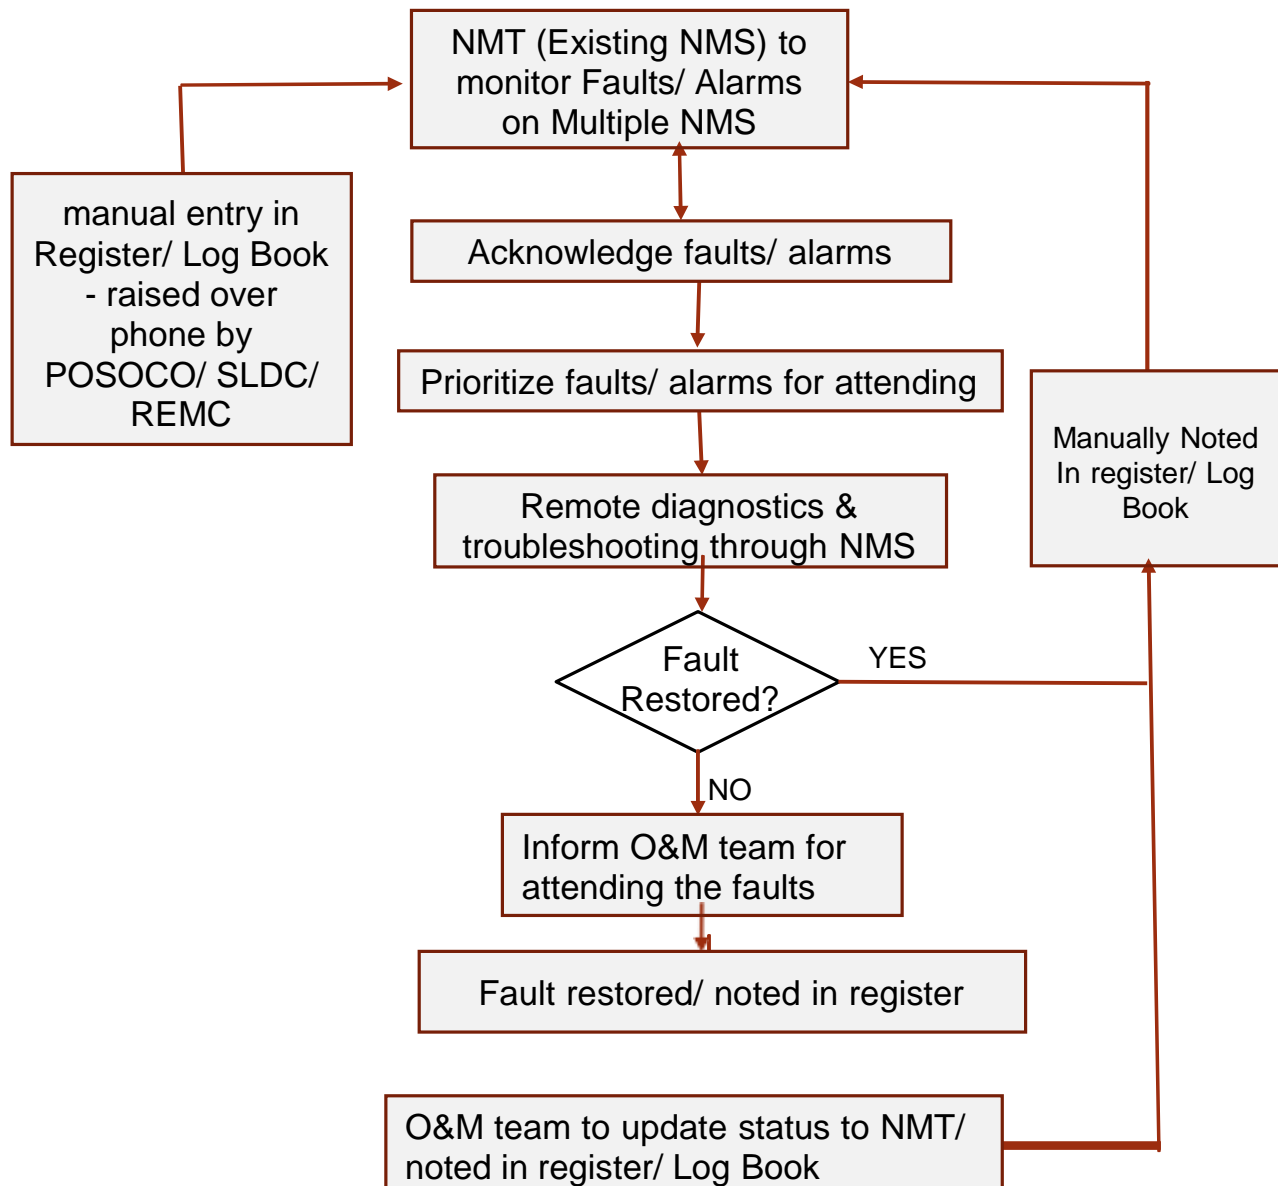 NMT (Existing NMS) to
monitor Faults/ Alarms
on Multiple NMS
manual entry in
Register/ Log Book
- raised over
phone by
POSOCO/ SLDC/
REMC
Acknowledge faults/ alarms
Prioritize faults/ alarms for attending
Manually Noted
In register/ Log
Book
Remote diagnostics &
troubleshooting through NMS
Fault
Restored?
YES
NO
Inform O&M team for
attending the faults
Fault restored/ noted in register
O&M team to update status to NMT/
noted in register/ Log Book